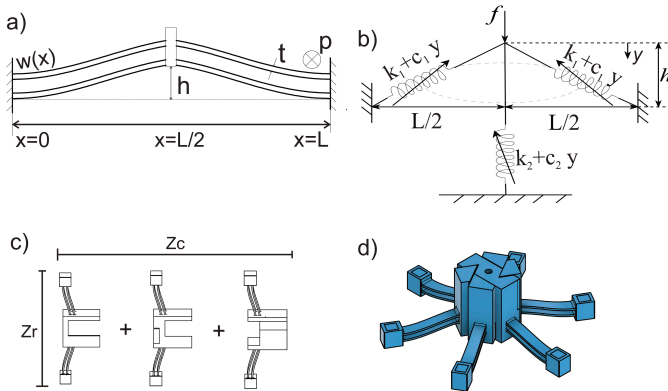 a)
w(x)
t
p
h
x=0
x=L/2
x=L
b)
f
y
k₁+c₁ y
k₁+c₁ y
h
L/2
L/2
k₂+c₂ y
c)
Zc
Zr
+
+
d)